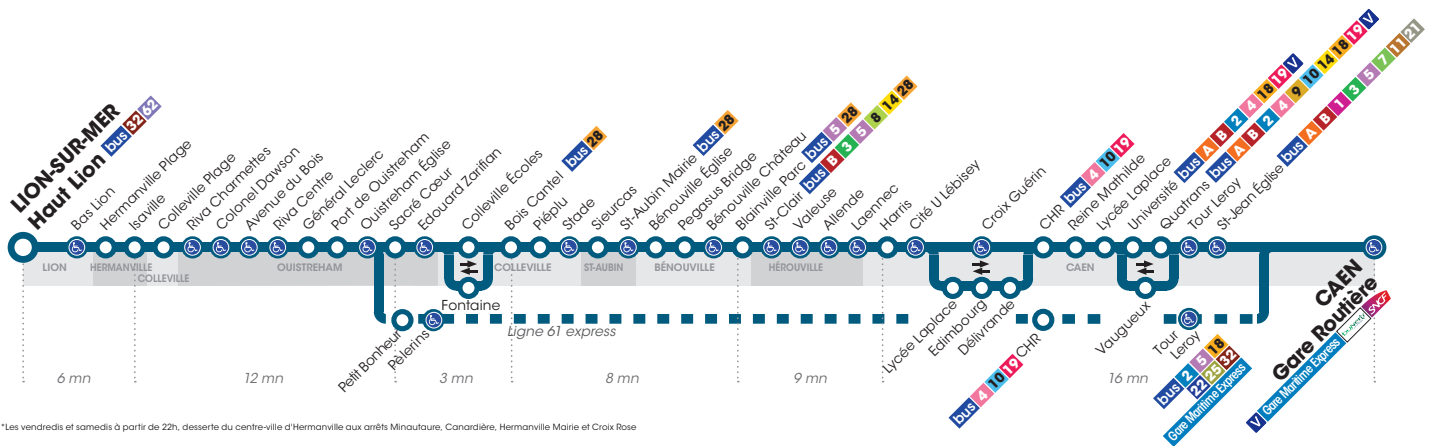 LION-SUR-MER
Haut Lion bus 32 62
Bas Lion
Hermanville Plage
Isaville
Colleville Plage
Riva Charmettes
Colonel Dawson
Avenue du Bois
Riva Centre
Général Leclerc
Port de Ouistreham
Ouistreham Église
Sacré Cœur
Edouard Zarifian
Colleville Écoles
Bois Cantel bus 28
Piéplu
Stade
Sieurcas
St-Aubin Mairie bus 28
Bénouville Église
Pegasus Bridge
Bénouville Château
Blainville Parc bus 5 28
St-Clair bus B 3 5 8 14 28
Valeuse
Allende
Laennec
Harris
Cité U Lébisey
Croix Guérin
CHR bus 4 10 19
Reine Mathilde
Lycée Laplace
Université bus A B 2 4 18 19 V
Quatrans bus A B 2 4 9 10 14 18 19 V
Tour Leroy
St-Jean Église bus A B 1 3 5 7 11 21
LION
HERMANVILLE
COLLEVILLE
OUISTREHAM
COLLEVILLE
ST-AUBIN
BÉNOUVILLE
HÉROUVILLE
CAEN
Fontaine
Petit Bonheur
Pèlerins
Ligne 61 express
Lycée Laplace
Edimbourg
Délivrande
CHR
bus 4 10 19
Vaugueux
Tour
Leroy
bus 2 5 18
22 25 32
Gare Maritime Express
CAEN
Gare Routière
SNCF
V Gare Maritime Express
6 mn
12 mn
3 mn
8 mn
9 mn
16 mn
*Les vendredis et samedis à partir de 22h, desserte du centre-ville d'Hermanville aux arrêts Minautaure, Canardière, Hermanville Mairie et Croix Rose